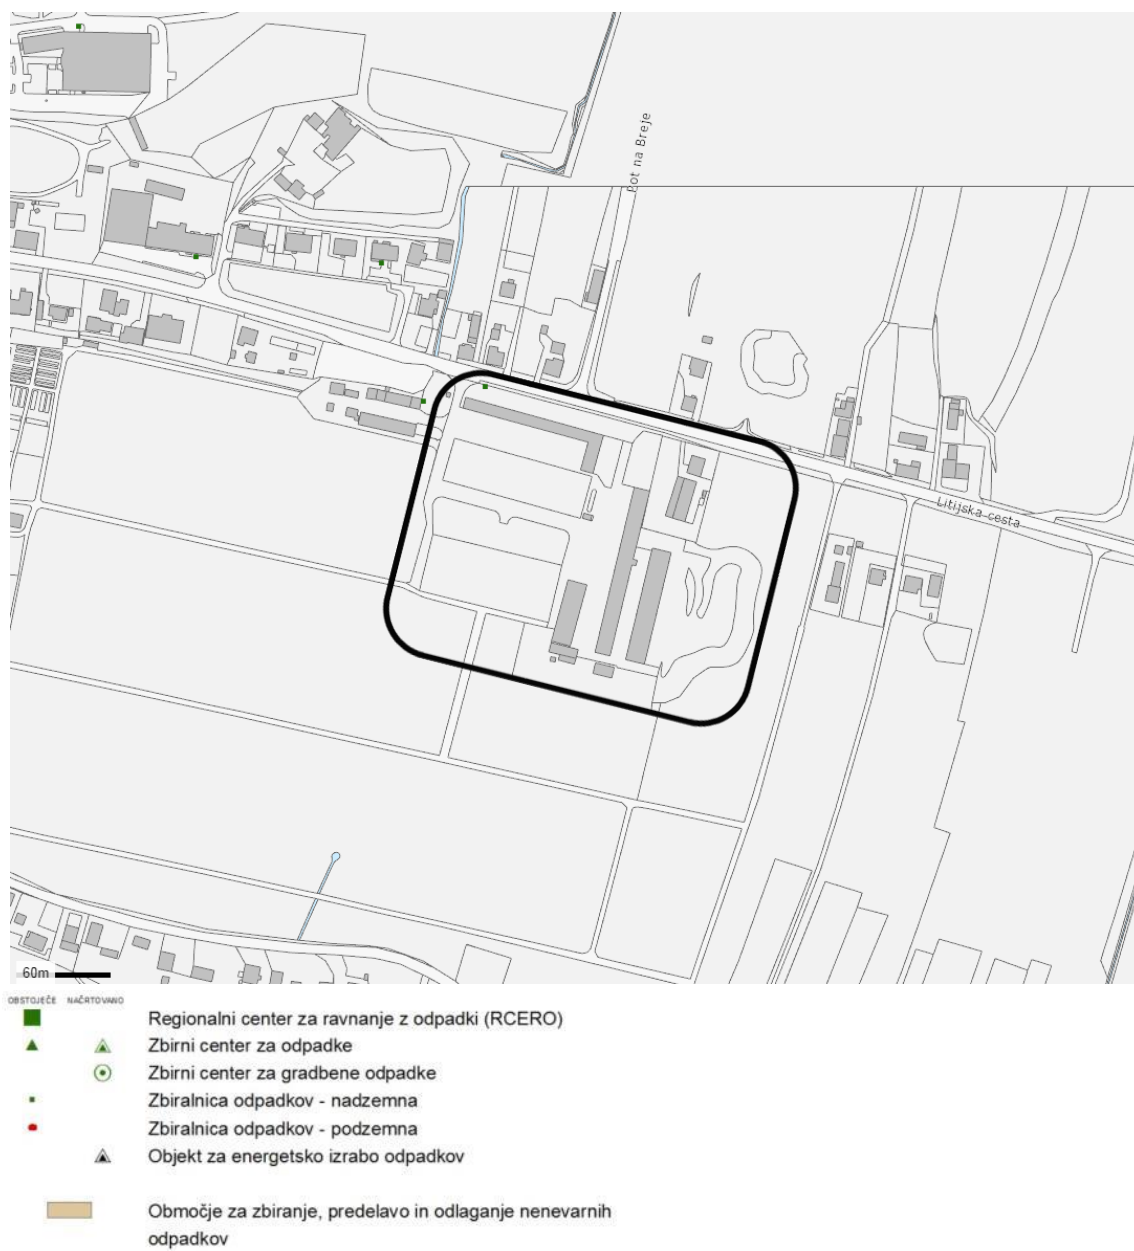 Pot na Breje
Litijska cesta
60m
OBSTOJEČE NAČRTOVANO
Regionalni center za ravnanje z odpadki (RCERO)
Zbirni center za odpadke
Zbirni center za gradbene odpadke
Zbiralnica odpadkov - nadzemna
Zbiralnica odpadkov - podzemna
Objekt za energetsko izrabo odpadkov
Območje za zbiranje, predelavo in odlaganje nenevarnih
odpadkov